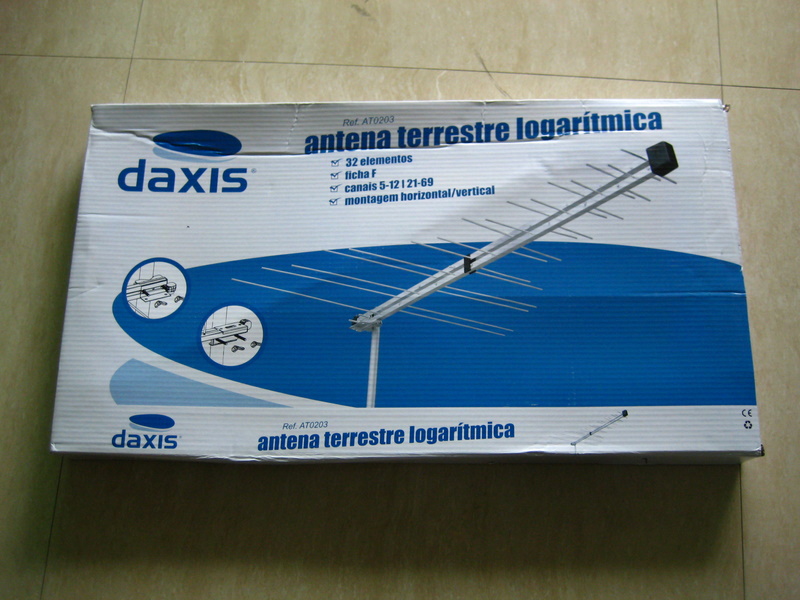 Ref. AT0203
antena terrestre logarítmica
daxis®
32 elementos
ficha F
canais 5-12 | 21-69
montagem horizontal/vertical
daxis®
Ref. AT0203
antena terrestre logarítmica
CE